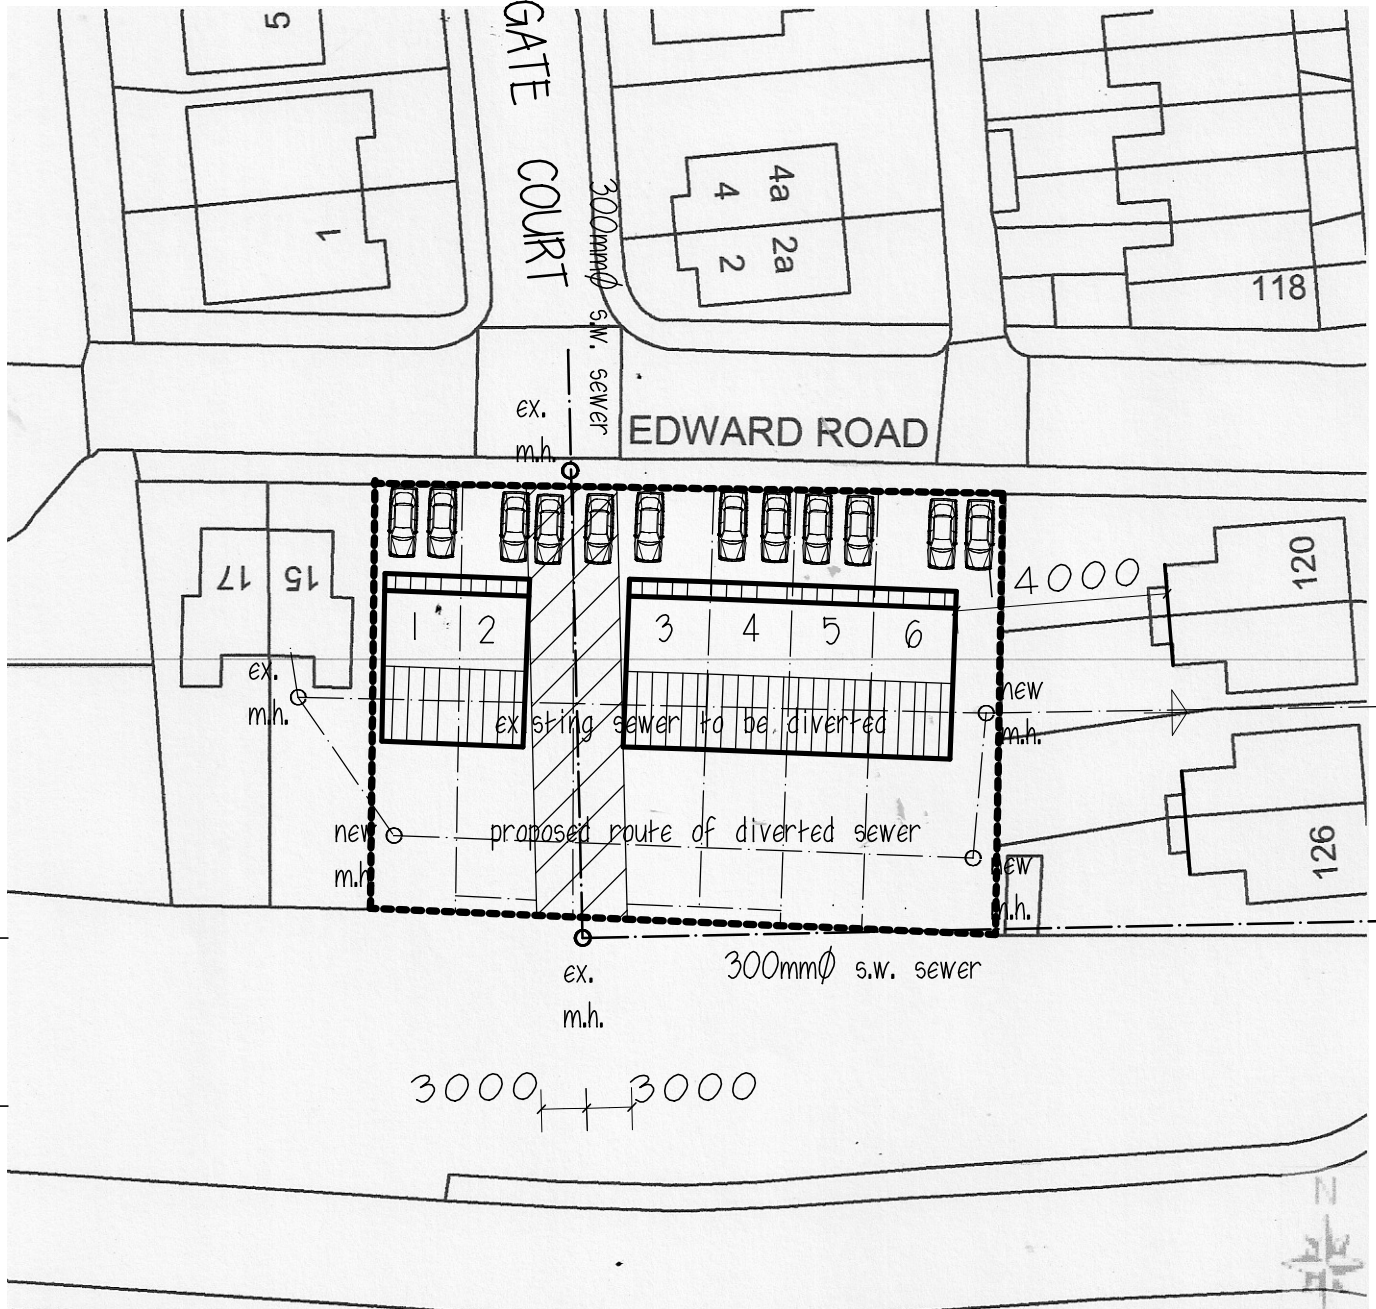 5
GATE COURT
1
300mmØ s.w. sewer
4 4a
2 2a
118
ex.
m.h.
EDWARD ROAD
17 15
4000
120
1 2 3 4 5 6
ex.
m.h.
new
m.h.
existing sewer to be diverted
new
m.h.
proposed route of diverted sewer
new
m.h.
126
300mmØ s.w. sewer
ex.
m.h.
3000 3000
N